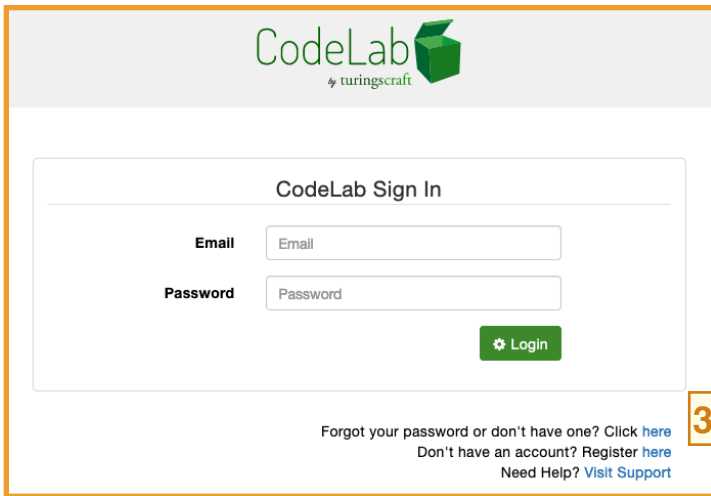 CodeLab
by turingscraft
CodeLab Sign In
Email Email
Password Password
Login
Forgot your password or don't have one? Click here
Don't have an account? Register here
Need Help? Visit Support
3